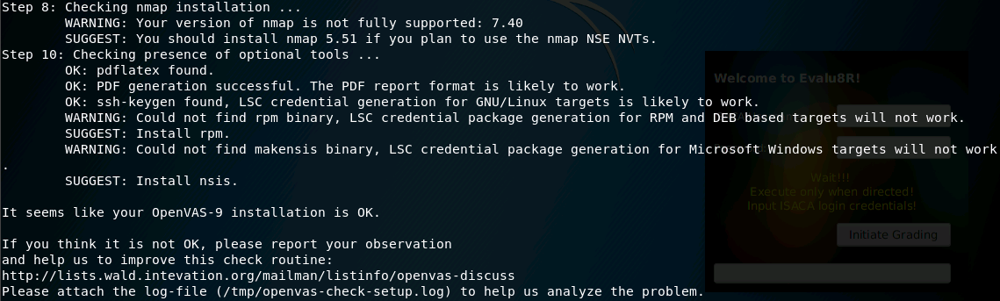 Step 8: Checking nmap installation ...
WARNING: Your version of nmap is not fully supported: 7.40
SUGGEST: You should install nmap 5.51 if you plan to use the nmap NSE NVTs.
Step 10: Checking presence of optional tools ...
OK: pdflatex found.
OK: PDF generation successful. The PDF report format is likely to work.
OK: ssh-keygen found, LSC credential generation for GNU/Linux targets is likely to work.
WARNING: Could not find rpm binary, LSC credential package generation for RPM and DEB based targets will not work.
SUGGEST: Install rpm.
WARNING: Could not find makensis binary, LSC credential package generation for Microsoft Windows targets will not work
.
SUGGEST: Install nsis.
It seems like your OpenVAS-9 installation is OK.
If you think it is not OK, please report your observation
and help us to improve this check routine:
http://lists.wald.intevation.org/mailman/listinfo/openvas-discuss
Please attach the log-file (/tmp/openvas-check-setup.log) to help us analyze the problem.
Welcome to Evalu8R!
Wait!!!
Execute only when directed!
Input ISACA login credentials!
Initiate Grading